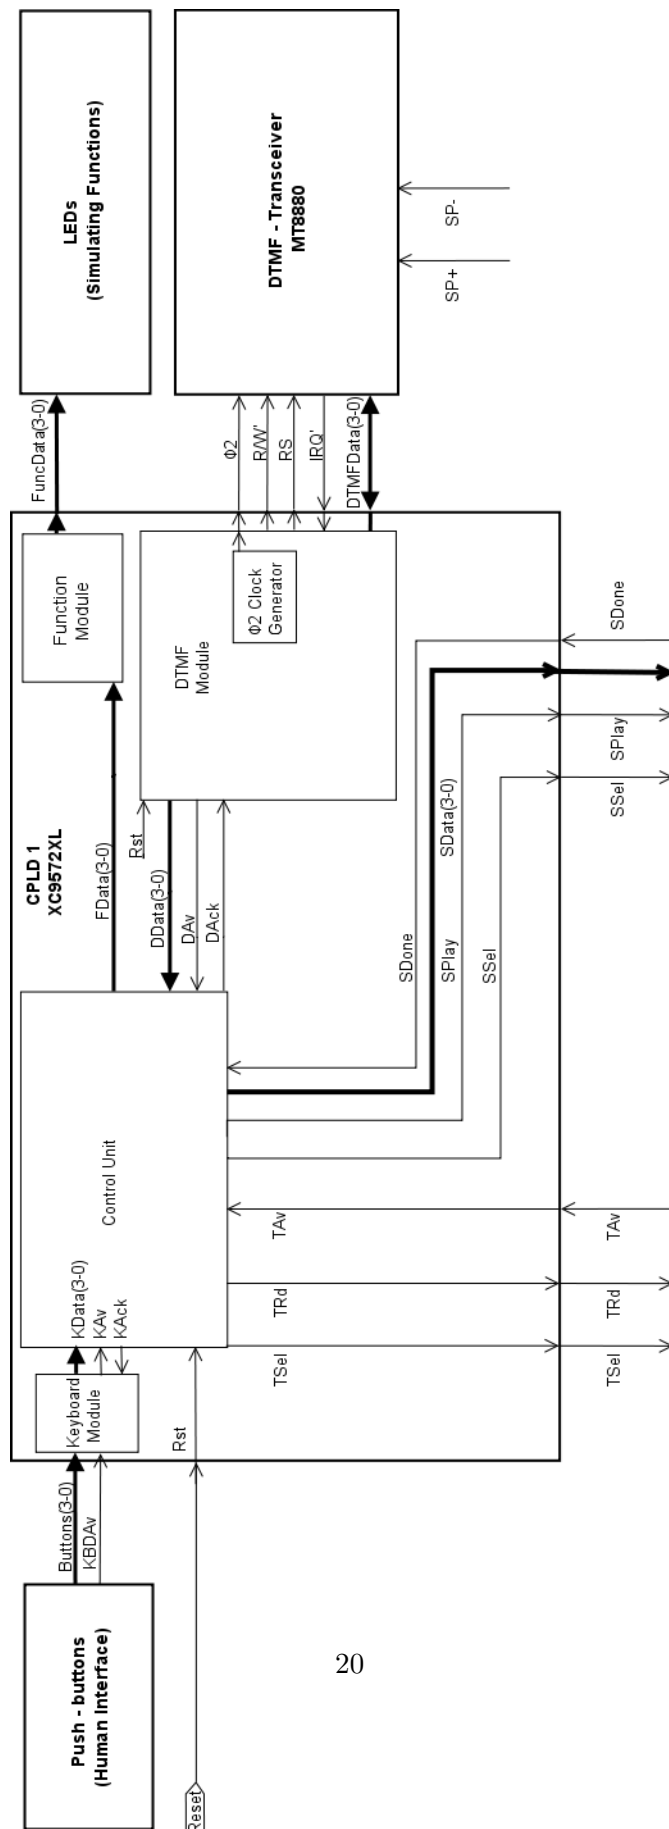 Push - buttons
(Human Interface)
Reset
Buttons(3-0)
KBDAv
Rst
Keyboard
Module
KData(3-0)
KAv
KAck
Control Unit
TSel
TRd
TAv
TSel
TRd
TAv
CPLD 1
XC9572XL
FData(3-0)
Rst
DData(3-0)
DAv
DAck
SDone
SPlay
SData(3-0)
SSel
Function
Module
DTMF
Module
Φ2 Clock
Generator
SDone
SPlay
SSel
FuncData(3-0)
Φ2
R/W'
RS
IRQ'
DTMFData(3-0)
LEDs
(Simulating Functions)
DTMF - Transceiver
MT8880
SP+
SP-
20